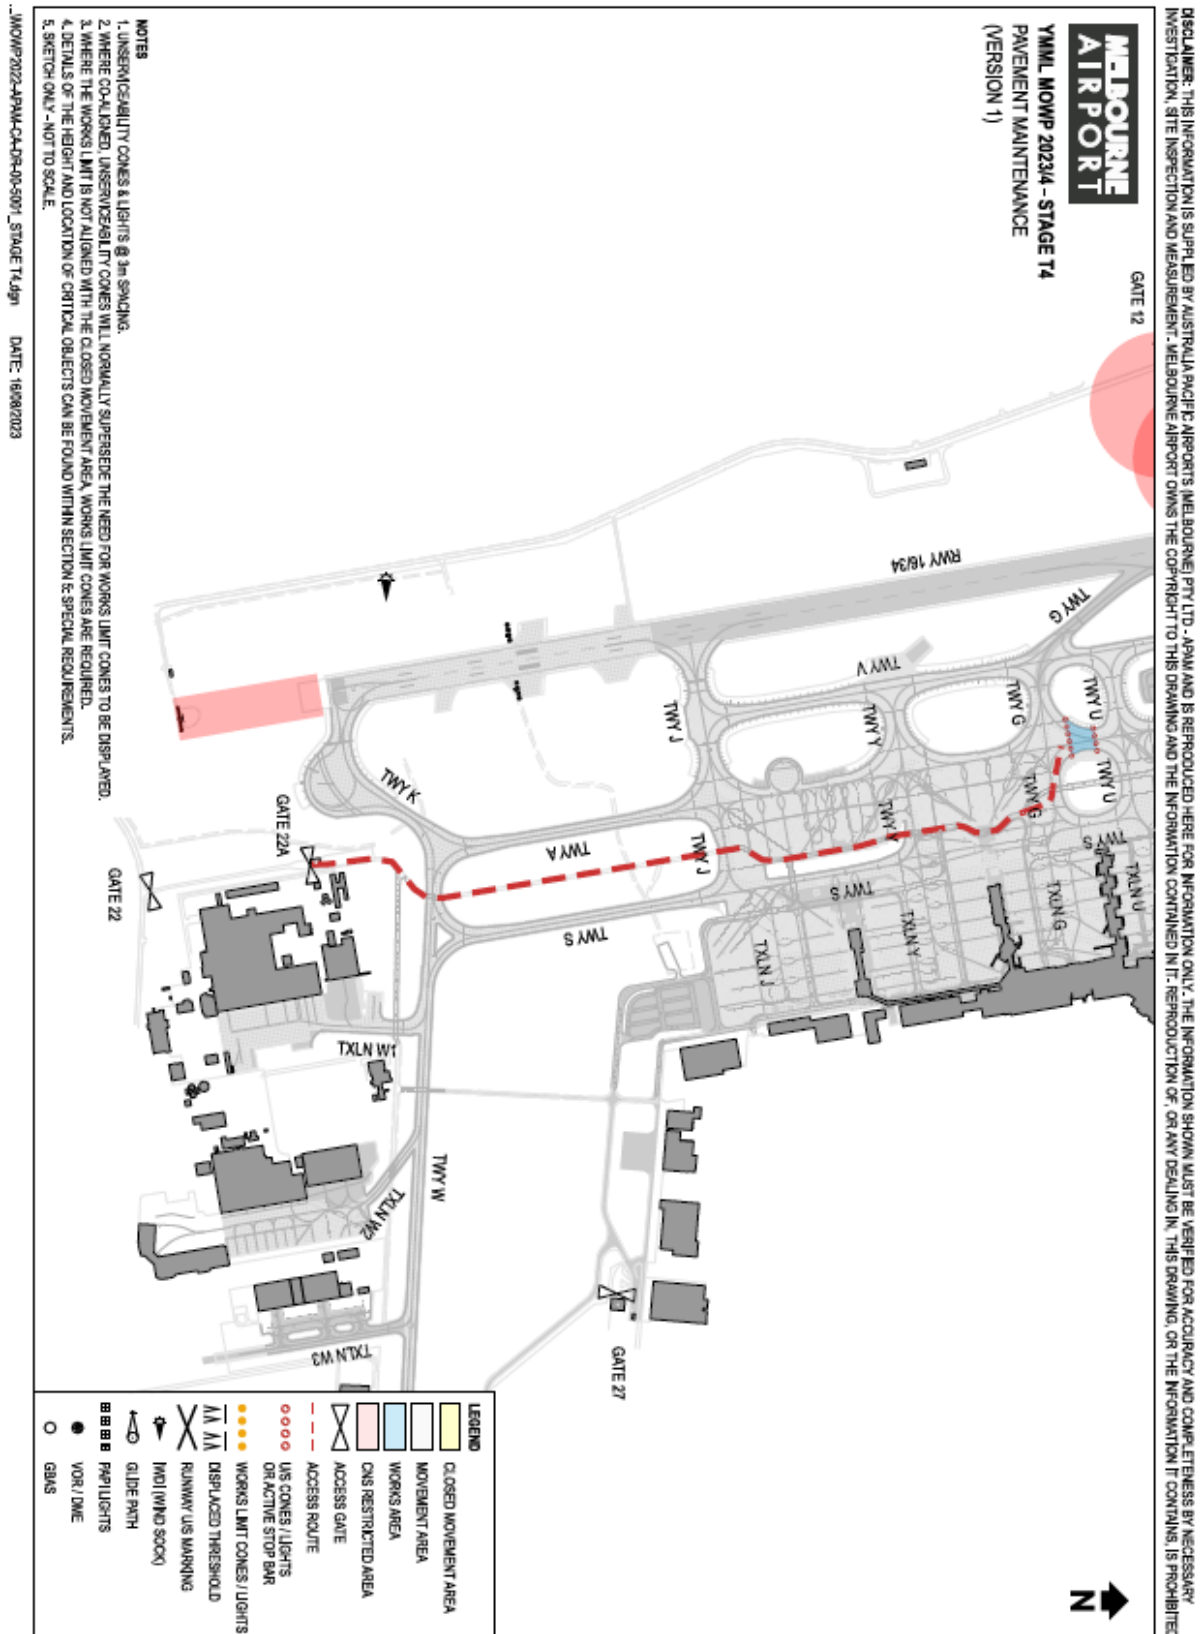 DISCLAIMER: THIS INFORMATION IS SUPPLIED BY AUSTRALIA PACIFIC AIRPORTS (MELBOURNE) PTY LTD - APAM AND IS REPRODUCED HERE FOR INFORMATION ONLY. THE INFORMATION SHOWN MUST BE VERIFIED FOR ACCURACY AND COMPLETENESS BY NECESSARY
INVESTIGATION, SITE INSPECTION AND MEASUREMENT. MELBOURNE AIRPORT OWNS THE COPYRIGHT TO THIS DRAWING AND THE INFORMATION CONTAINED IN IT. REPRODUCTION OF, OR ANY DEALING IN, THIS DRAWING, OR THE INFORMATION IT CONTAINS, IS PROHIBITED
MELBOURNE
AIRPORT
YMML MOWP 2023/4 - STAGE T4
PAVEMENT MAINTENANCE
(VERSION 1)
GATE 12
RWY 16/34
TWY G
TWY V
TWY U
TWY G
TWY U
TWY J
TWY Y
TWY G
TWY S
TXLN U
TWY K
TWY A
TWY J
TWY Y
TXLN G
TWY S
TXLN Y
TWY S
TXLN J
GATE 22A
GATE 22
TXLN W1
TWY W
TXLN W2
TXLN W3
GATE 27
N
NOTES
1. UNSERVICEABILITY CONES & LIGHTS @ 3m SPACING.
2. WHERE CO-ALIGNED, UNSERVICEABILITY CONES WILL NORMALLY SUPERSEDE THE NEED FOR WORKS LIMIT CONES TO BE DISPLAYED.
3. WHERE THE WORKS LIMIT IS NOT ALIGNED WITH THE CLOSED MOVEMENT AREA, WORKS LIMIT CONES ARE REQUIRED.
4. DETAILS OF THE HEIGHT AND LOCATION OF CRITICAL OBJECTS CAN BE FOUND WITHIN SECTION 5: SPECIAL REQUIREMENTS.
5. SKETCH ONLY - NOT TO SCALE.
LEGEND
CLOSED MOVEMENT AREA
MOVEMENT AREA
WORKS AREA
CNS RESTRICTED AREA
ACCESS GATE
ACCESS ROUTE
U/S CONES / LIGHTS
OR ACTIVE STOP BAR
WORKS LIMIT CONES / LIGHTS
DISPLACED THRESHOLD
RUNWAY U/S MARKING
IWDI (WIND SOCK)
GLIDE PATH
PAPI LIGHTS
VOR / DME
GBAS
...\MOWP2022-APAM-CA-DR-00-5001_STAGE T4.dgn DATE: 16/08/2023